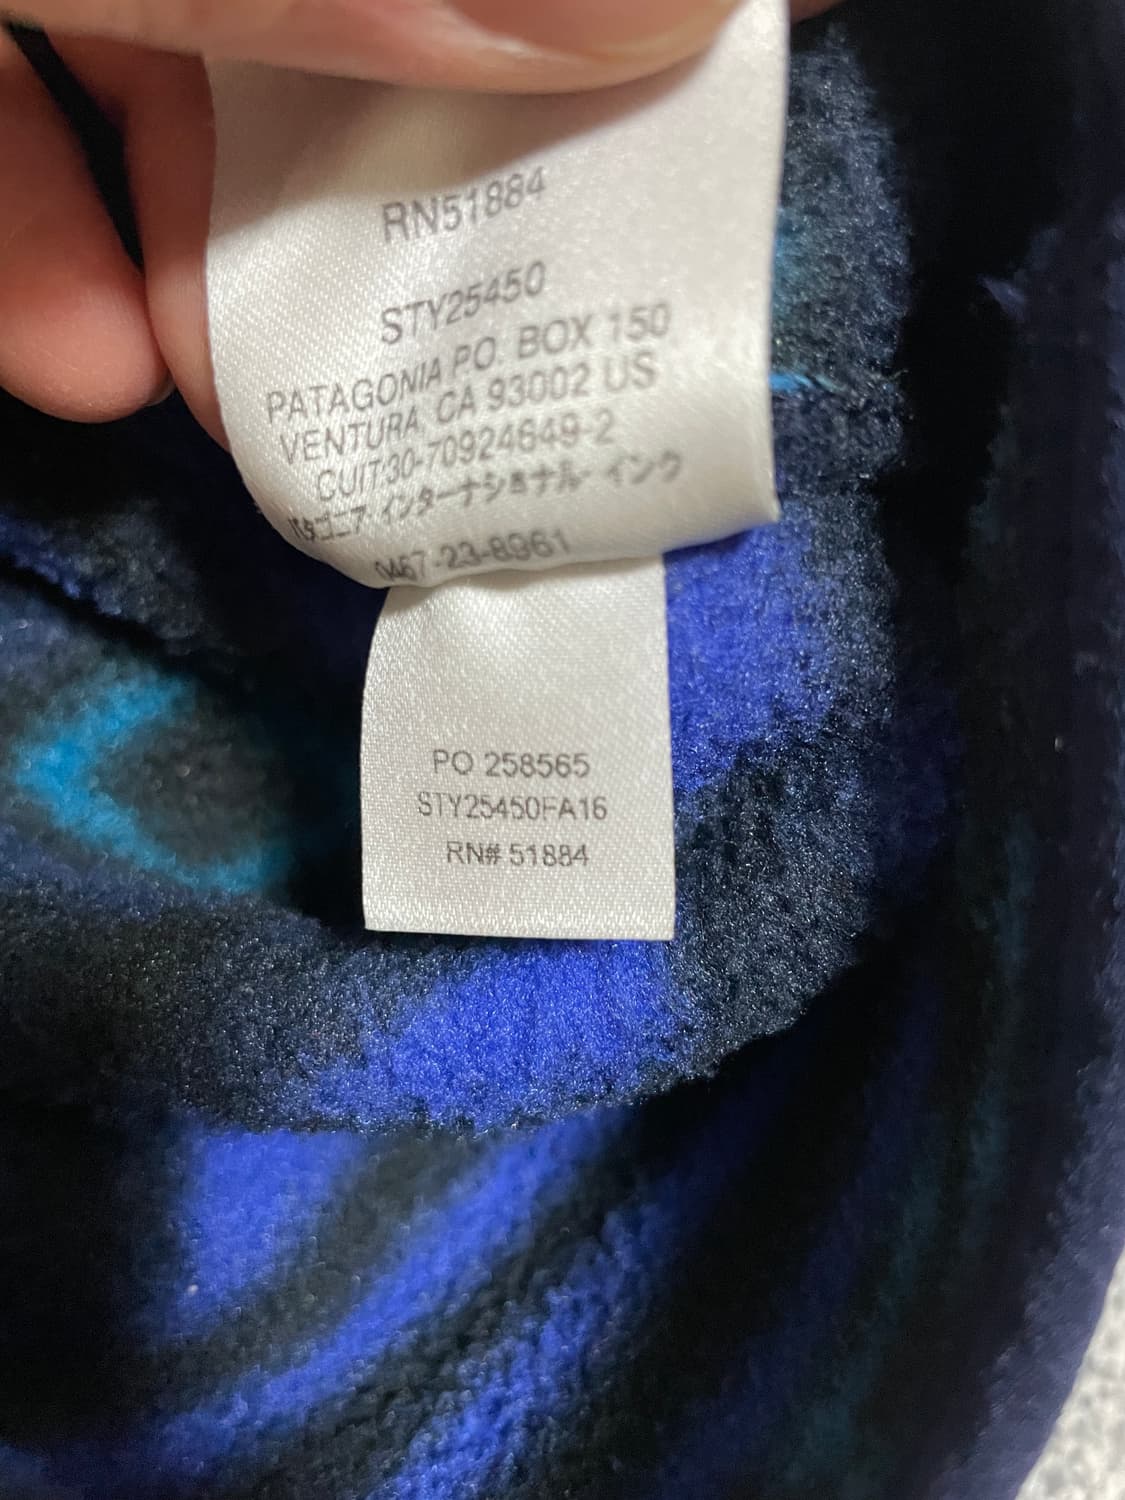 RN51884
STY25450
PATAGONIA P.O. BOX 150
VENTURA, CA 93002 US
CUIT:30-70924649-2
パタゴニア インターナショナル・インク
0467-23-8961
PO 258565
STY25450FA16
RN# 51884